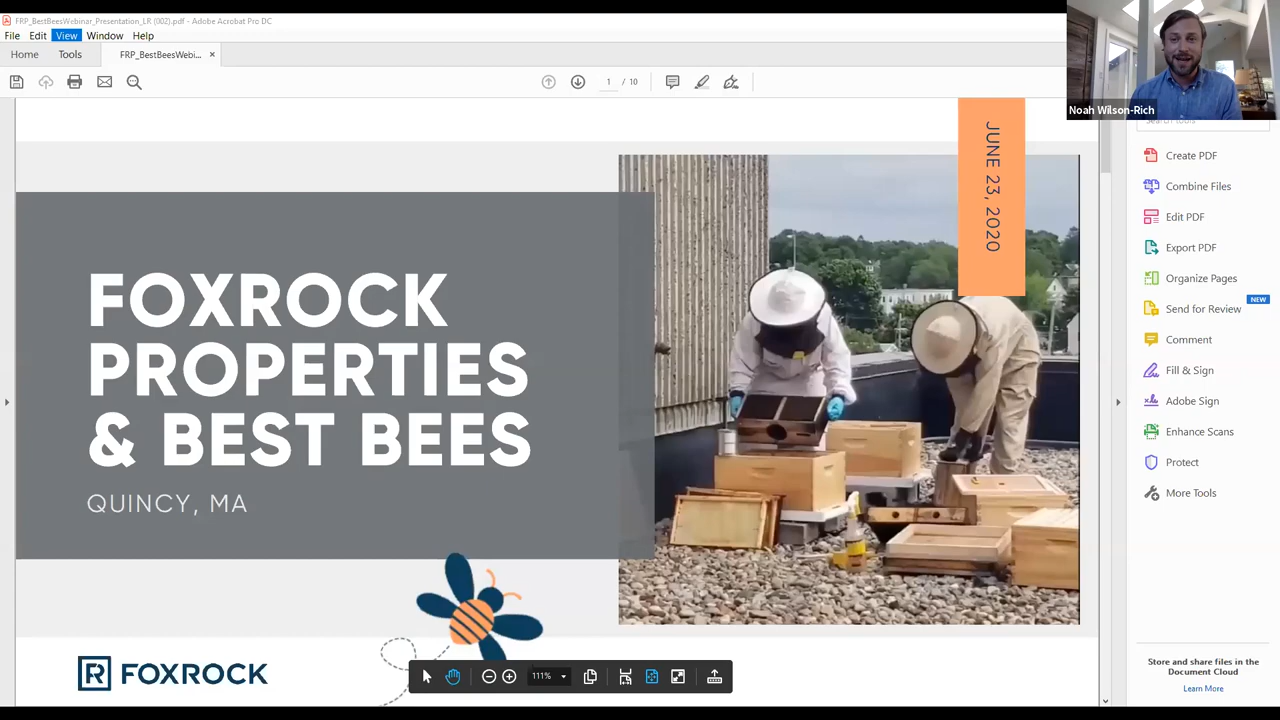 FRP_BestBeesWebinar_Presentation_LR (002).pdf - Adobe Acrobat Pro DC
File Edit View Window Help
Home Tools FRP_BestBeesWebi... ×
1 / 10
Noah Wilson-Rich
Search tools
JUNE 23, 2020
FOXROCK
PROPERTIES
& BEST BEES
QUINCY, MA
FOXROCK
111%
Create PDF
Combine Files
Edit PDF
Export PDF
Organize Pages
Send for Review NEW
Comment
Fill & Sign
Adobe Sign
Enhance Scans
Protect
More Tools
Store and share files in the
Document Cloud
Learn More